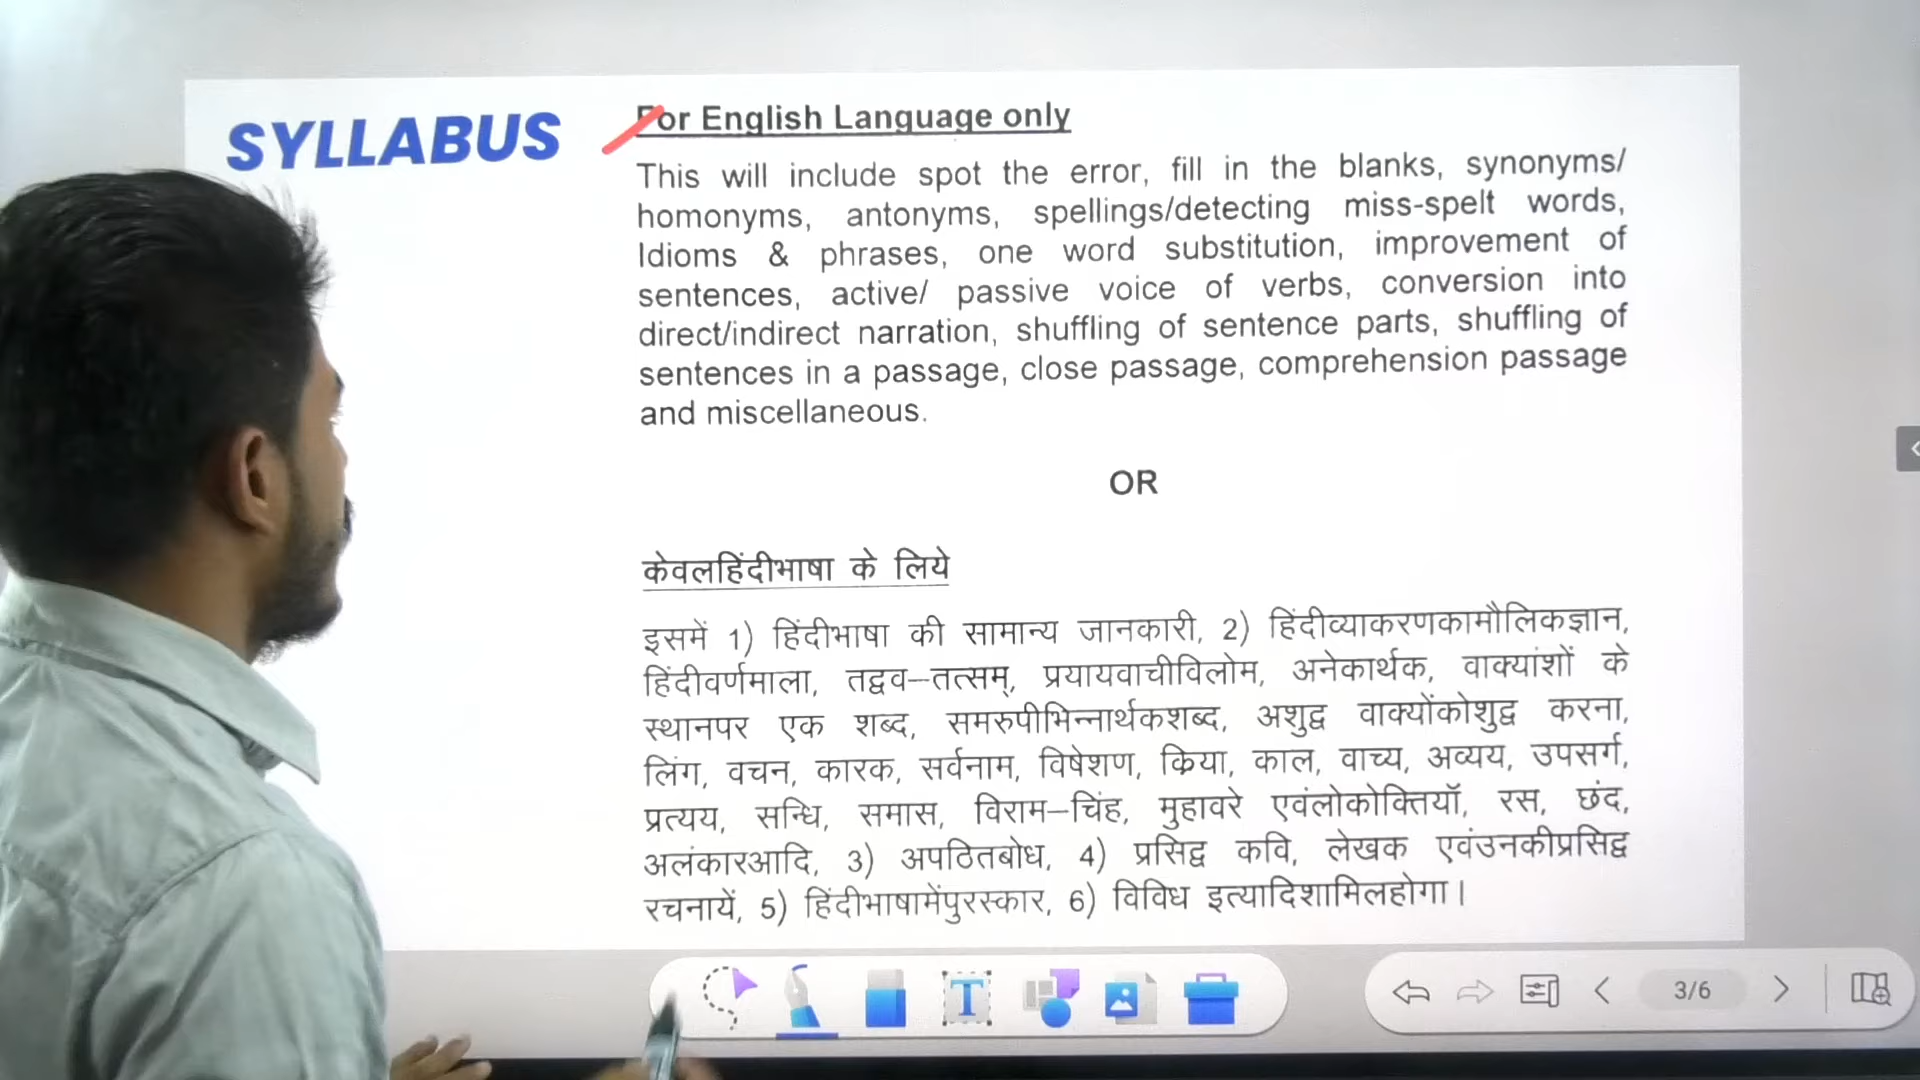 SYLLABUS
For English Language only
This will include spot the error, fill in the blanks, synonyms/
homonyms, antonyms, spellings/detecting miss-spelt words,
Idioms & phrases, one word substitution, improvement of
sentences, active/ passive voice of verbs, conversion into
direct/indirect narration, shuffling of sentence parts, shuffling of
sentences in a passage, close passage, comprehension passage
and miscellaneous.
OR
केवलहिंदीभाषा के लिये
इसमें 1) हिंदीभाषा की सामान्य जानकारी, 2) हिंदीव्याकरणकामौलिकज्ञान,
हिंदीवर्णमाला, तद्वव–तत्सम्, प्रयायवाचीविलोम, अनेकार्थक, वाक्यांशों के
स्थानपर एक शब्द, समरुपीभिन्नार्थकशब्द, अशुद्व वाक्योंकोशुद्व करना,
लिंग, वचन, कारक, सर्वनाम, विषेशण, किया, काल, वाच्य, अव्यय, उपसर्ग,
प्रत्यय, सन्धि, समास, विराम–चिंह, मुहावरे एवंलोकोक्तियॉ, रस, छंद,
अलंकारआदि, 3) अपठितबोध, 4) प्रसिद्व कवि, लेखक एवंउनकीप्रसिद्व
रचनायें, 5) हिंदीभाषामेंपुरस्कार, 6) विविध इत्यादिशामिलहोगा।
T
3/6